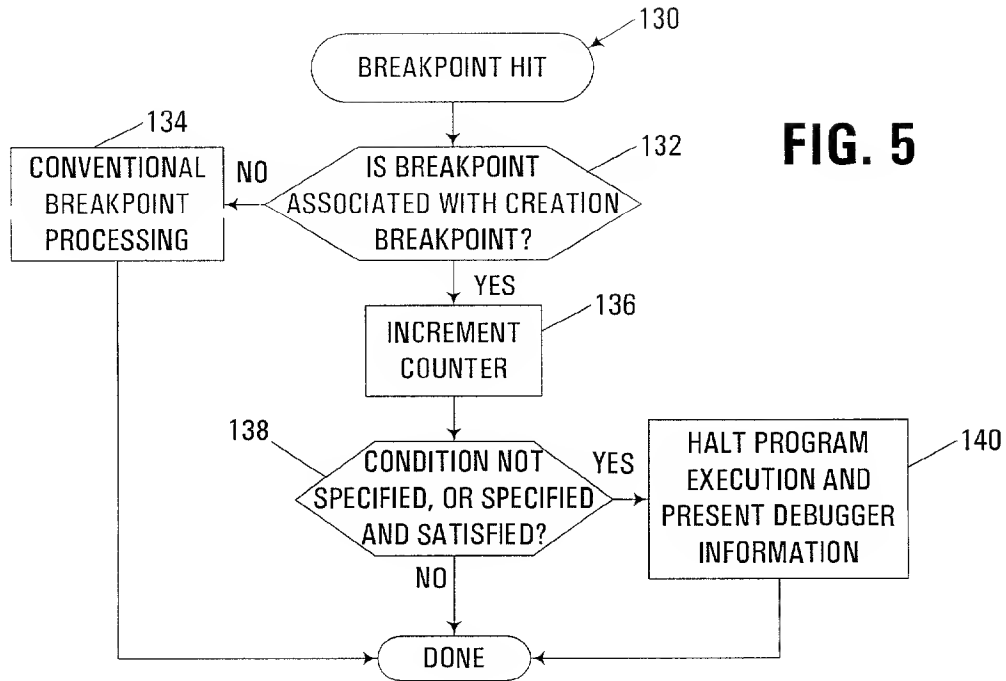 130
BREAKPOINT HIT
FIG. 5
134
132
CONVENTIONAL
BREAKPOINT
PROCESSING
NO
IS BREAKPOINT
ASSOCIATED WITH CREATION
BREAKPOINT?
YES
136
INCREMENT
COUNTER
138
CONDITION NOT
SPECIFIED, OR SPECIFIED
AND SATISFIED?
YES
140
HALT PROGRAM
EXECUTION AND
PRESENT DEBUGGER
INFORMATION
NO
DONE